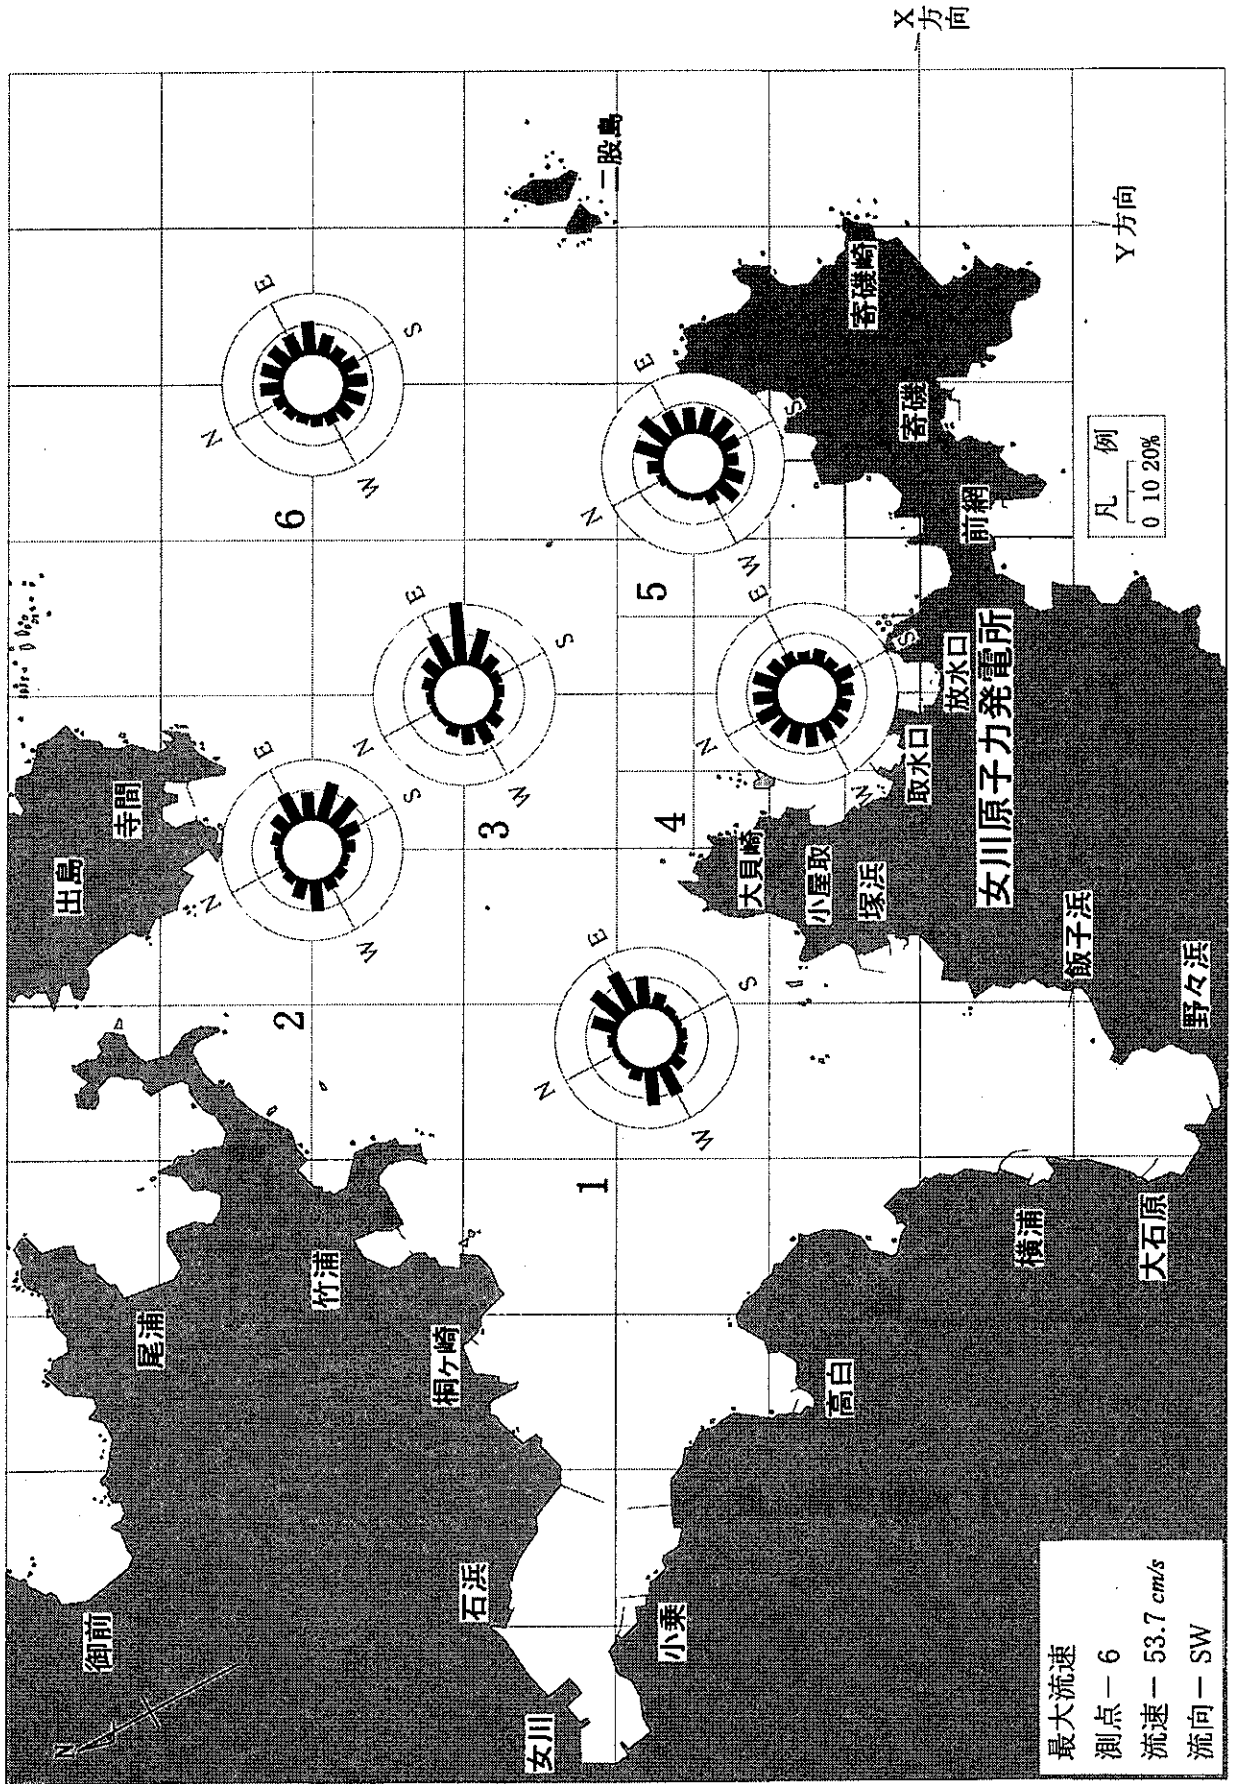 N
御前
尾浦
竹浦
桐ケ崎
石浜
女川
小乗
高白
横浦
大石原
野々浜
飯子浜
塚浜
小屋取
大貝崎
出島
寺間
取水口
放水口
女川原子力発電所
前網
寄磯
寄磯崎
二股島
1
N
E
S
W
2
N
E
S
W
3
N
E
S
W
4
N
E
S
W
5
N
E
S
W
6
N
E
S
W
X方向
Y方向
凡 例
0 10 20%
最大流速
測点－6
流速－53.7 cm/s
流向－SW